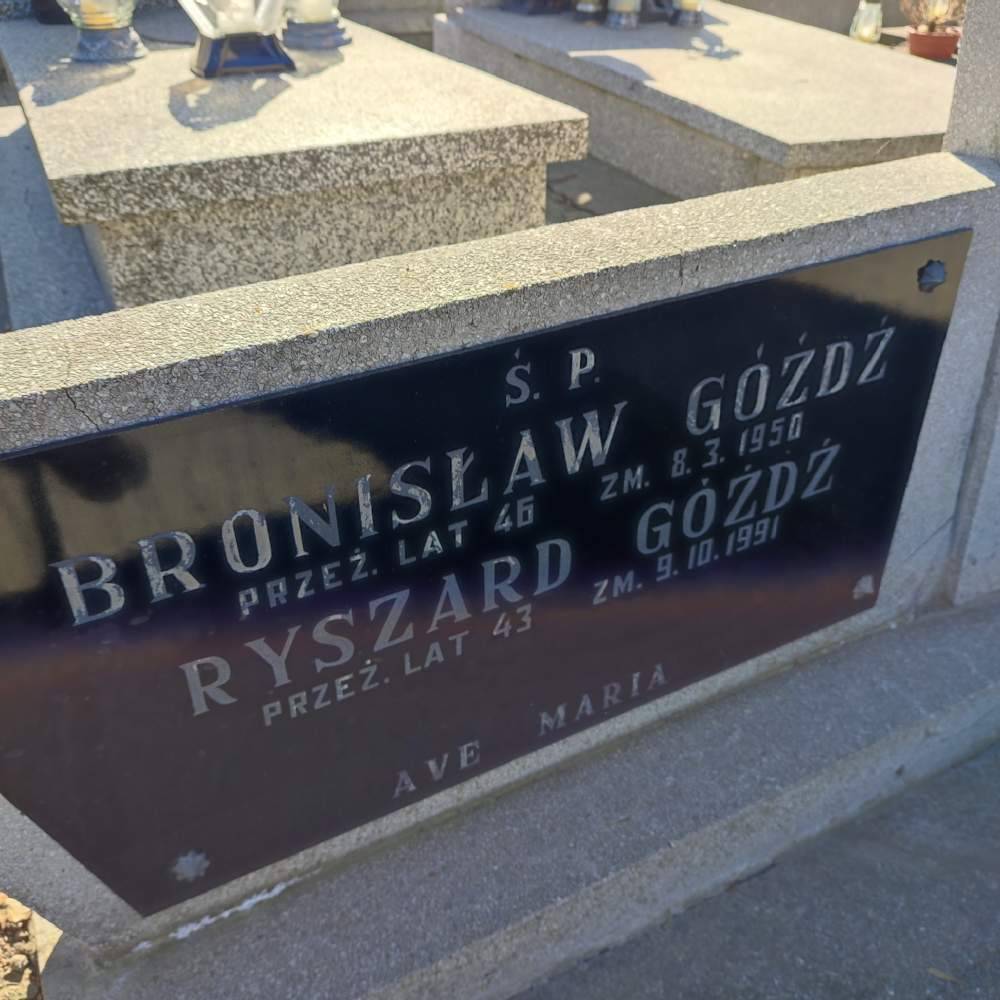 Ś. P.
BRONISŁAW GÓŹDŹ
PRZEŻ. LAT 46 ZM. 8.3.1950
RYSZARD GÓŹDŹ
PRZEŻ. LAT 43 ZM. 9.10.1991
AVE MARIA